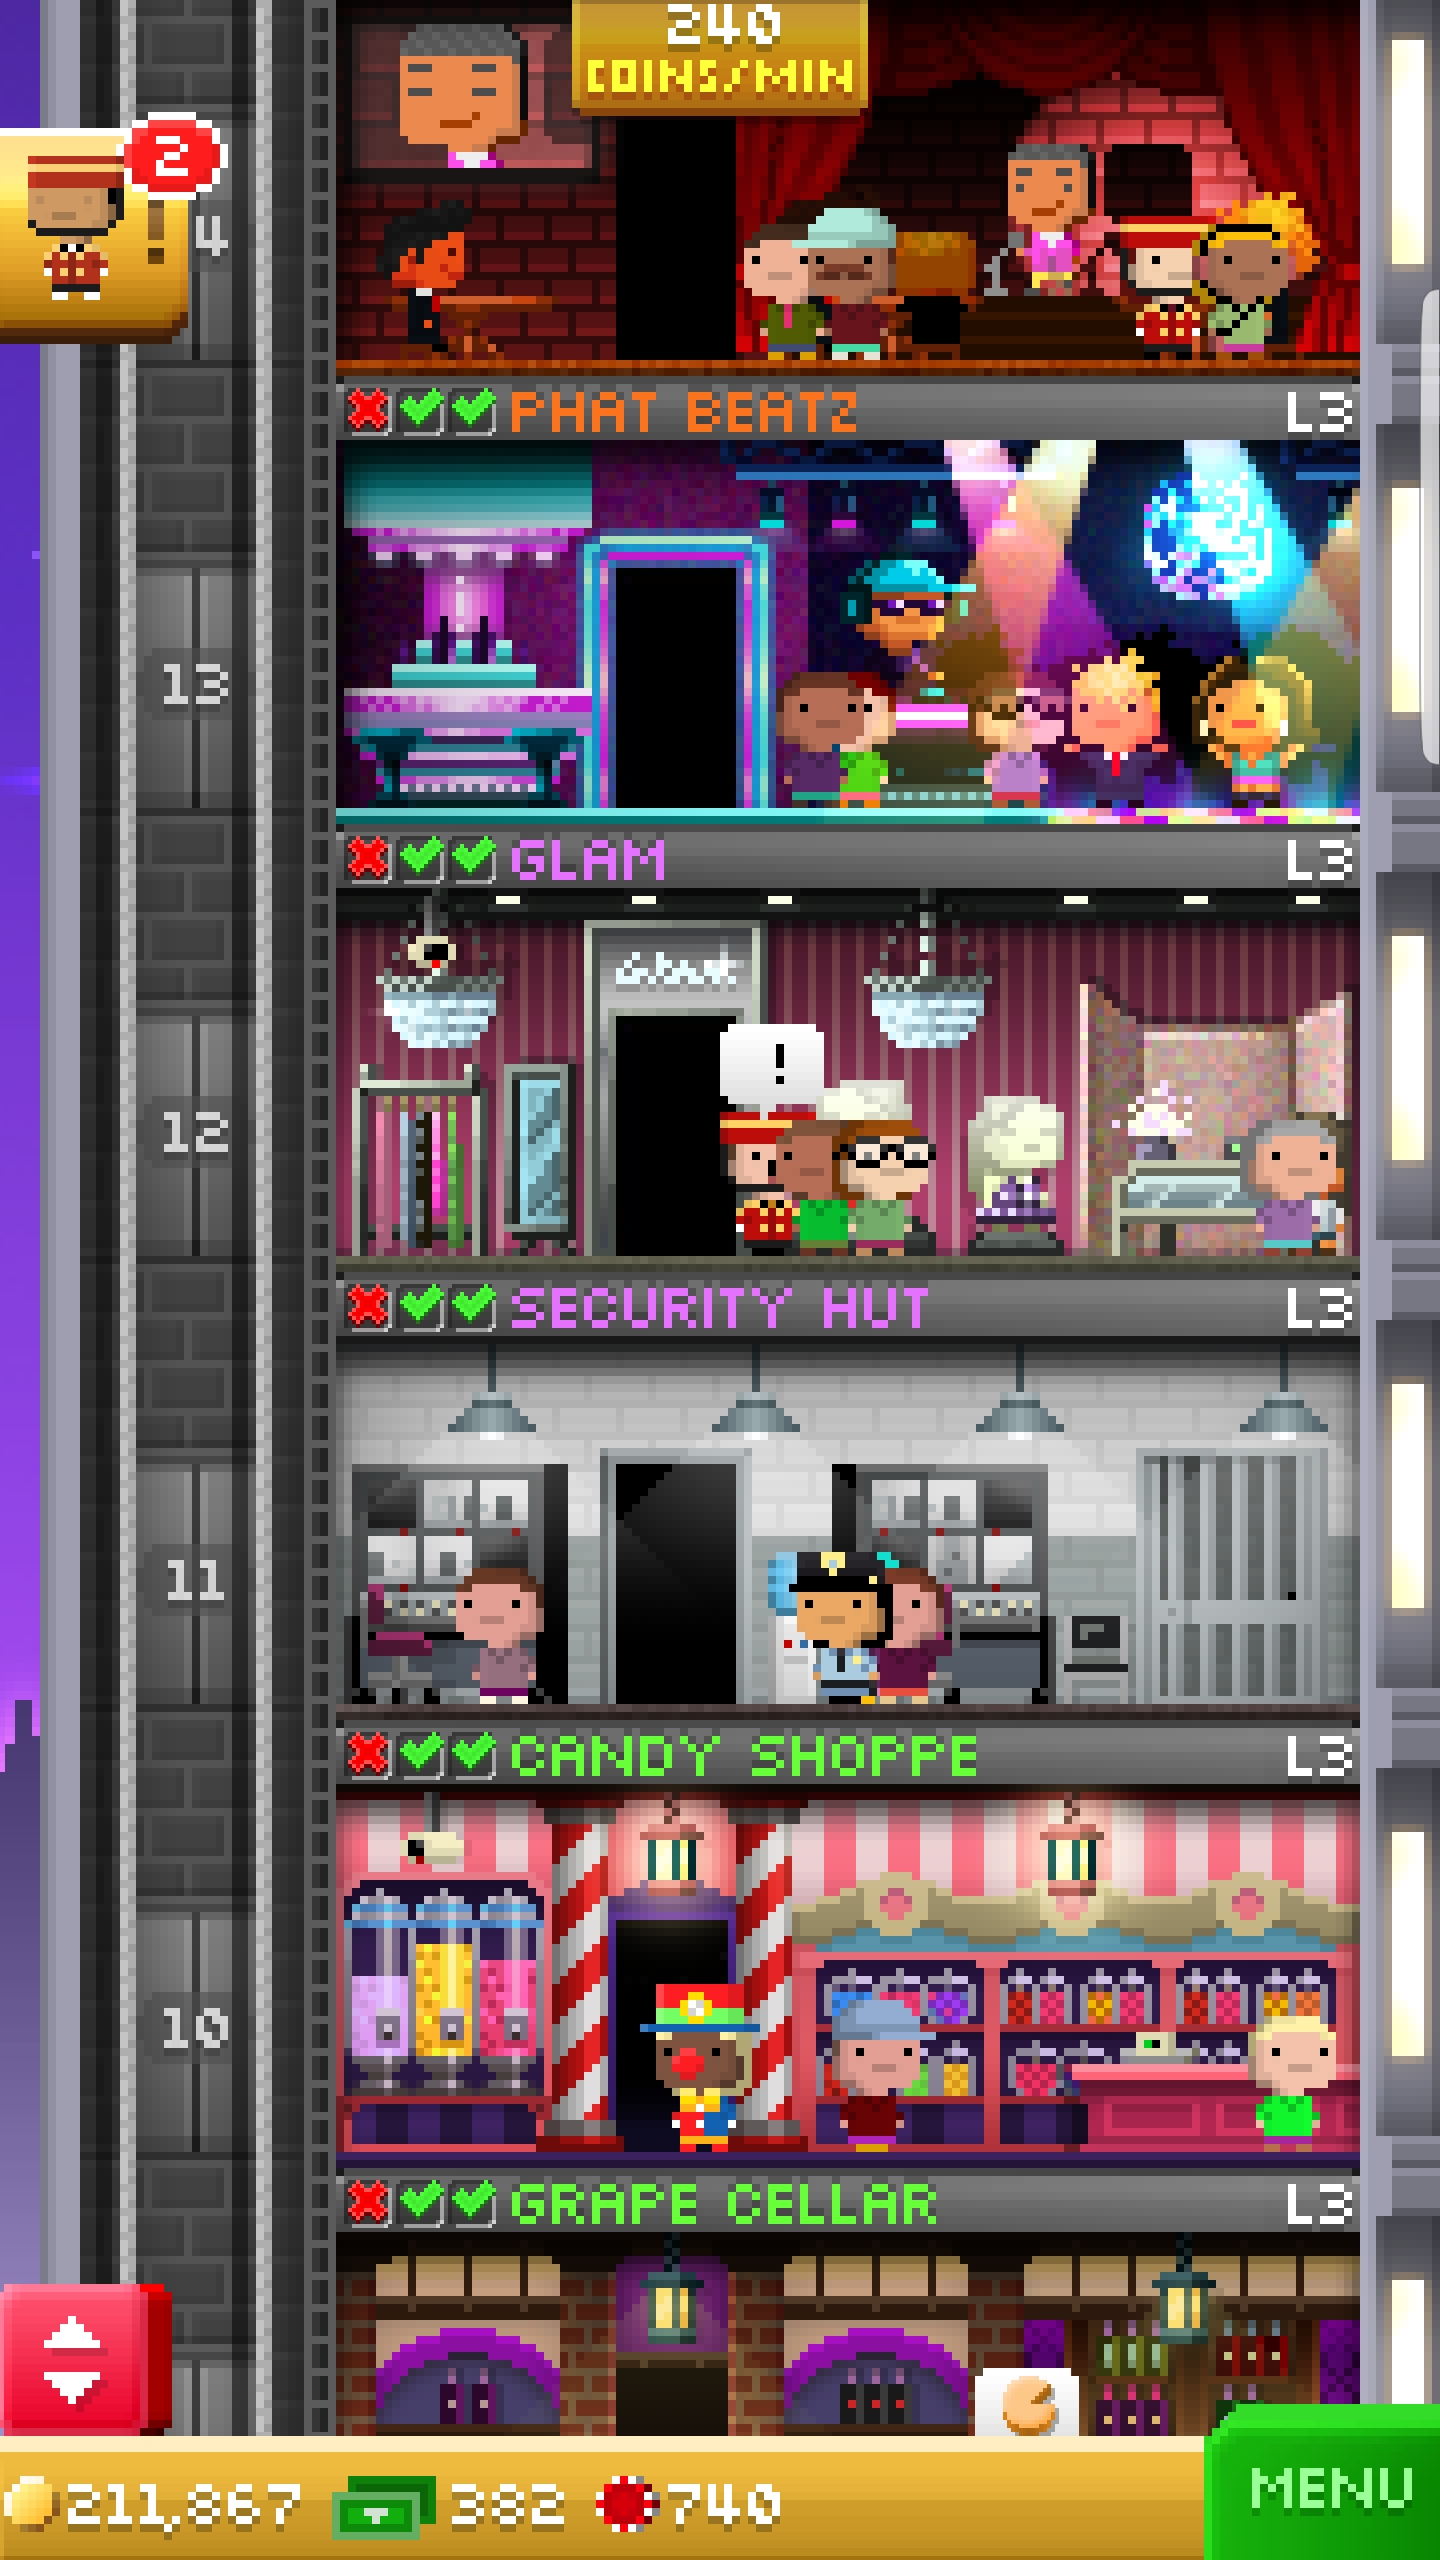 240
COINS/MIN
2
4
PHAT BEATZ L3
13
GLAM L3
!
12
SECURITY HUT L3
11
CANDY SHOPPE L3
10
GRAPE CELLAR L3
211,867 382 740
MENU